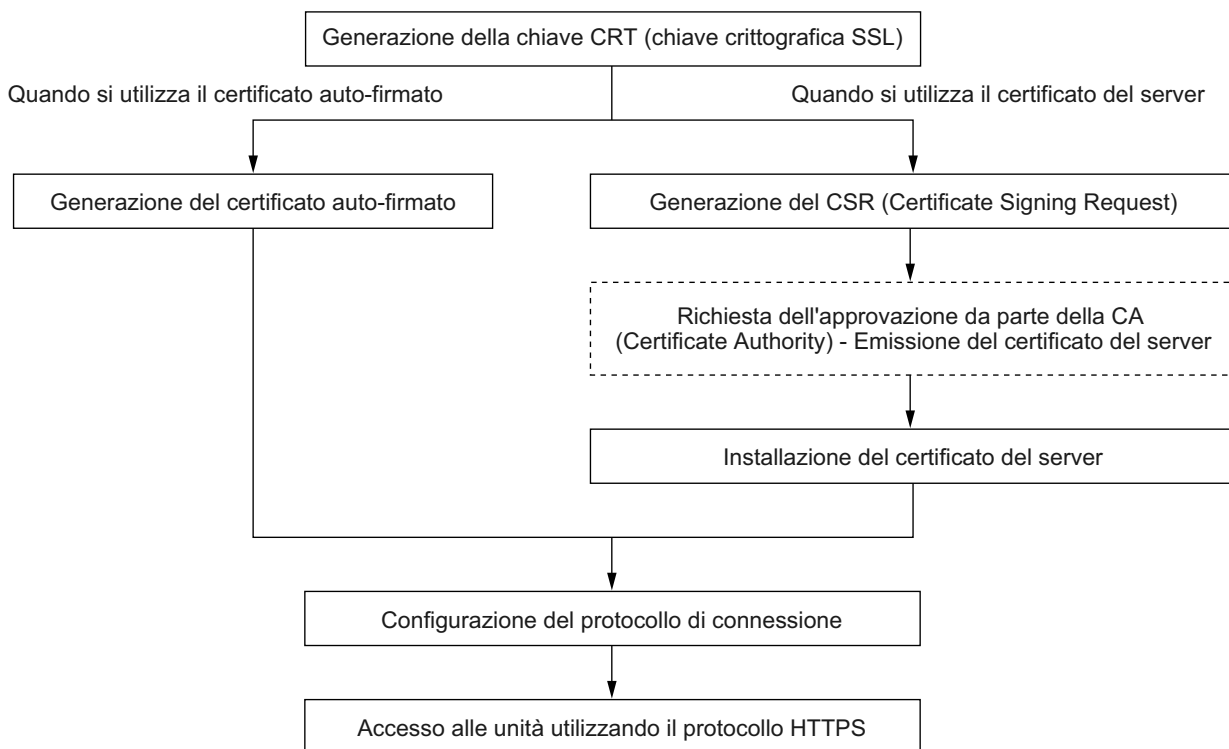 Generazione della chiave CRT (chiave crittografica SSL)
Quando si utilizza il certificato auto-firmato
Quando si utilizza il certificato del server
Generazione del certificato auto-firmato
Generazione del CSR (Certificate Signing Request)
Richiesta dell'approvazione da parte della CA
(Certificate Authority) - Emissione del certificato del server
Installazione del certificato del server
Configurazione del protocollo di connessione
Accesso alle unità utilizzando il protocollo HTTPS